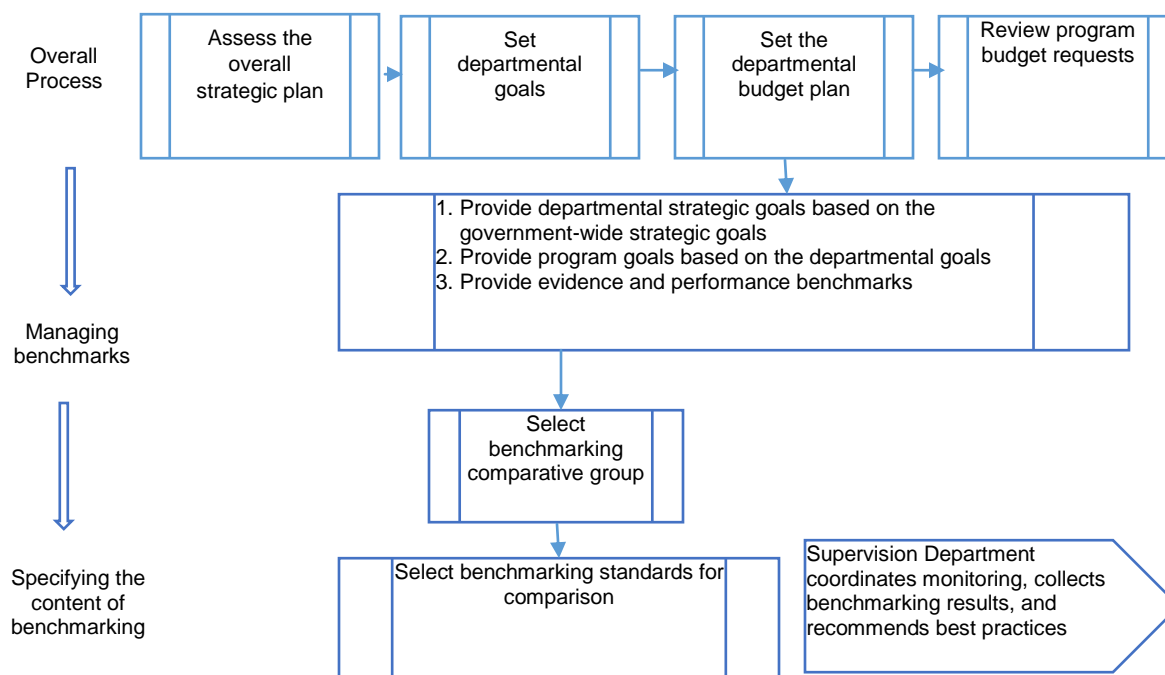 Overall
Process
Assess the
overall
strategic plan
Set
departmental
goals
Set the
departmental
budget plan
Review program
budget requests
1. Provide departmental strategic goals based on the
government-wide strategic goals
2. Provide program goals based on the departmental goals
3. Provide evidence and performance benchmarks
Managing
benchmarks
Select
benchmarking
comparative group
Specifying the
content of
benchmarking
Select benchmarking standards for
comparison
Supervision Department
coordinates monitoring, collects
benchmarking results, and
recommends best practices